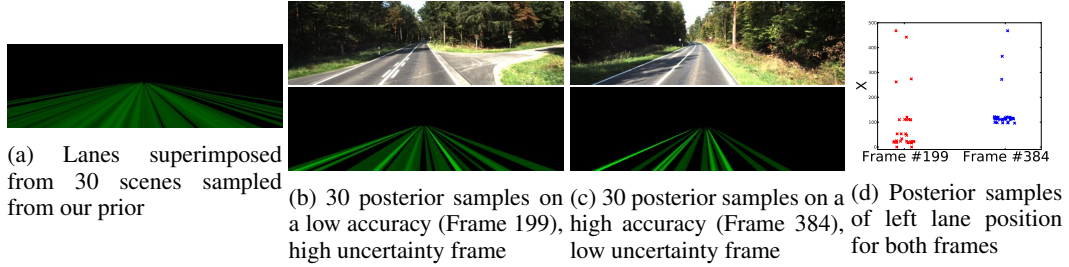 (a) Lanes superimposed
from 30 scenes sampled
from our prior
(b) 30 posterior samples on
a low accuracy (Frame 199),
high uncertainty frame
(c) 30 posterior samples on a
high accuracy (Frame 384),
low uncertainty frame
500
400
300
200
100
0
X
Frame #199 Frame #384
(d) Posterior samples
of left lane position
for both frames